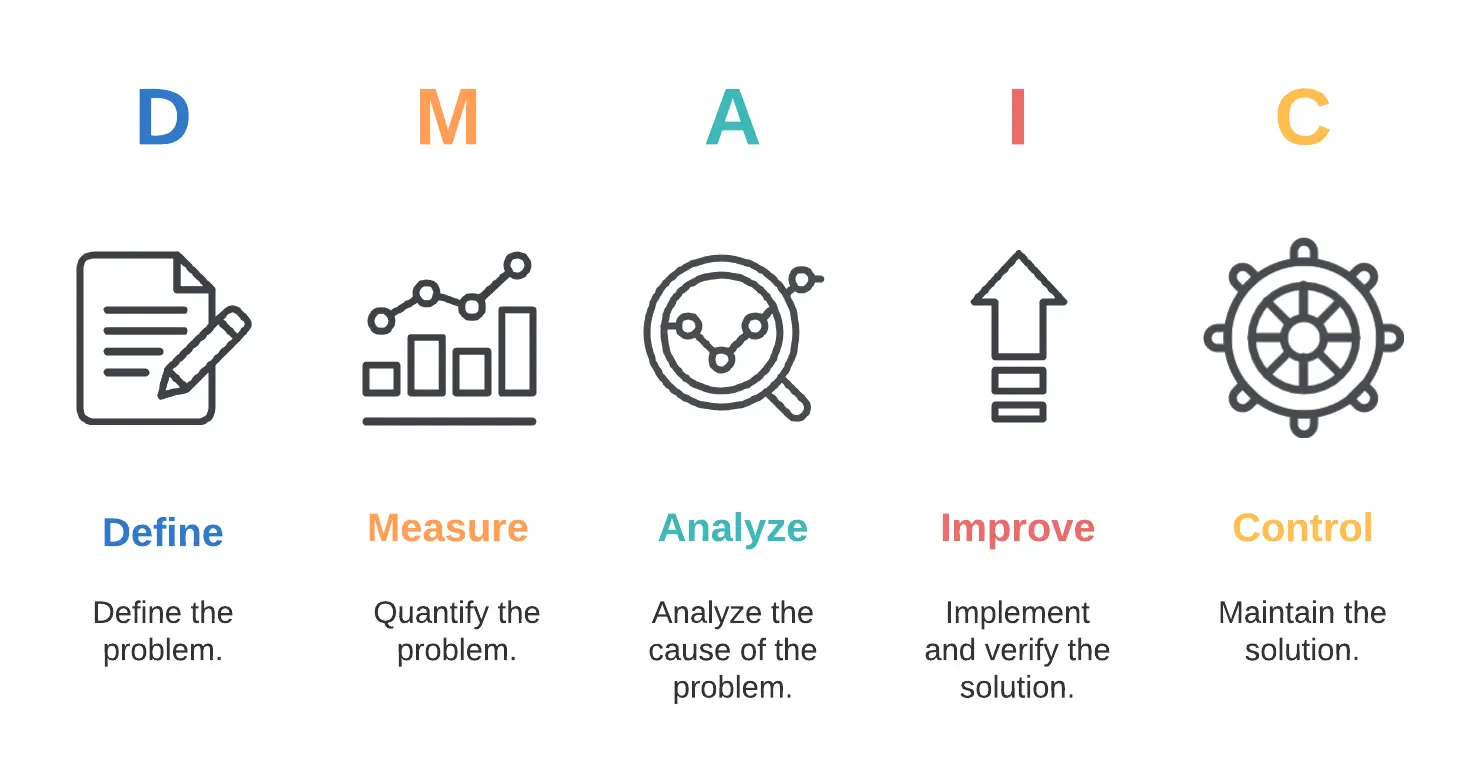 D
M
A
I
C
Define
Measure
Analyze
Improve
Control
Define the
problem.
Quantify the
problem.
Analyze the
cause of the
problem.
Implement
and verify the
solution.
Maintain the
solution.